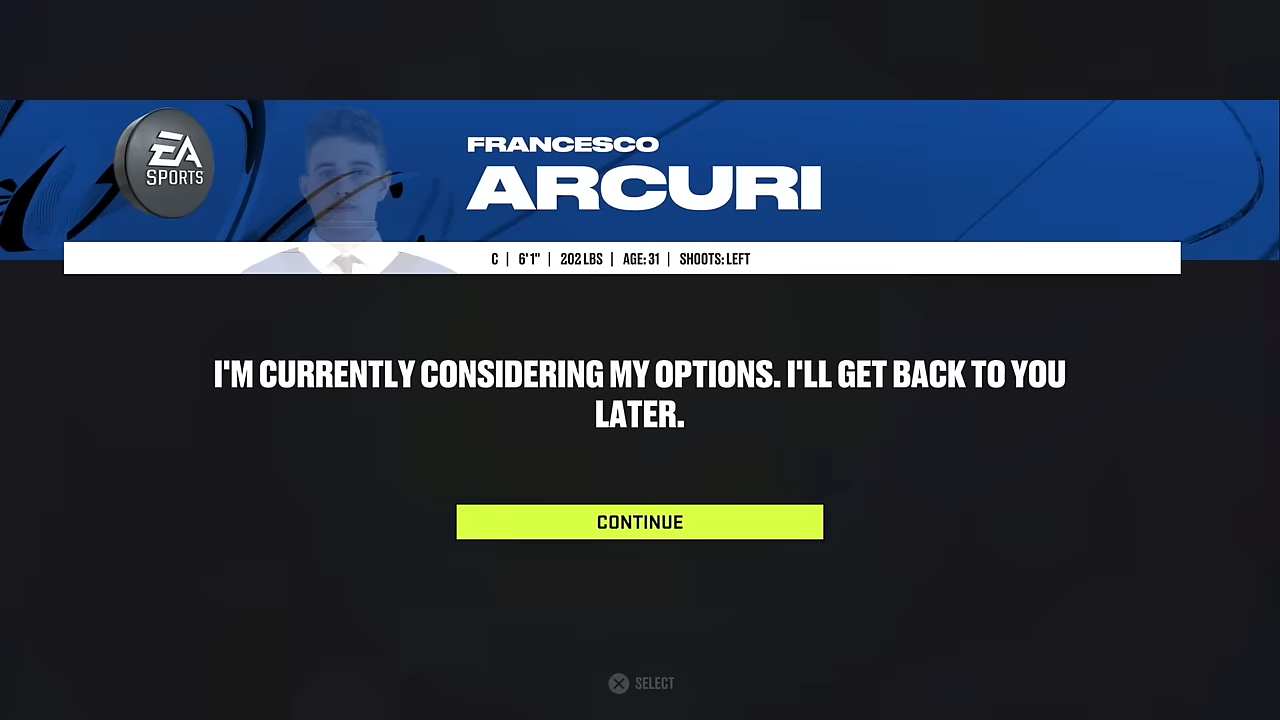 EA
SPORTS
FRANCESCO
ARCURI
C | 6'1" | 202 LBS | AGE: 31 | SHOOTS: LEFT
I'M CURRENTLY CONSIDERING MY OPTIONS. I'LL GET BACK TO YOU
LATER.
CONTINUE
SELECT